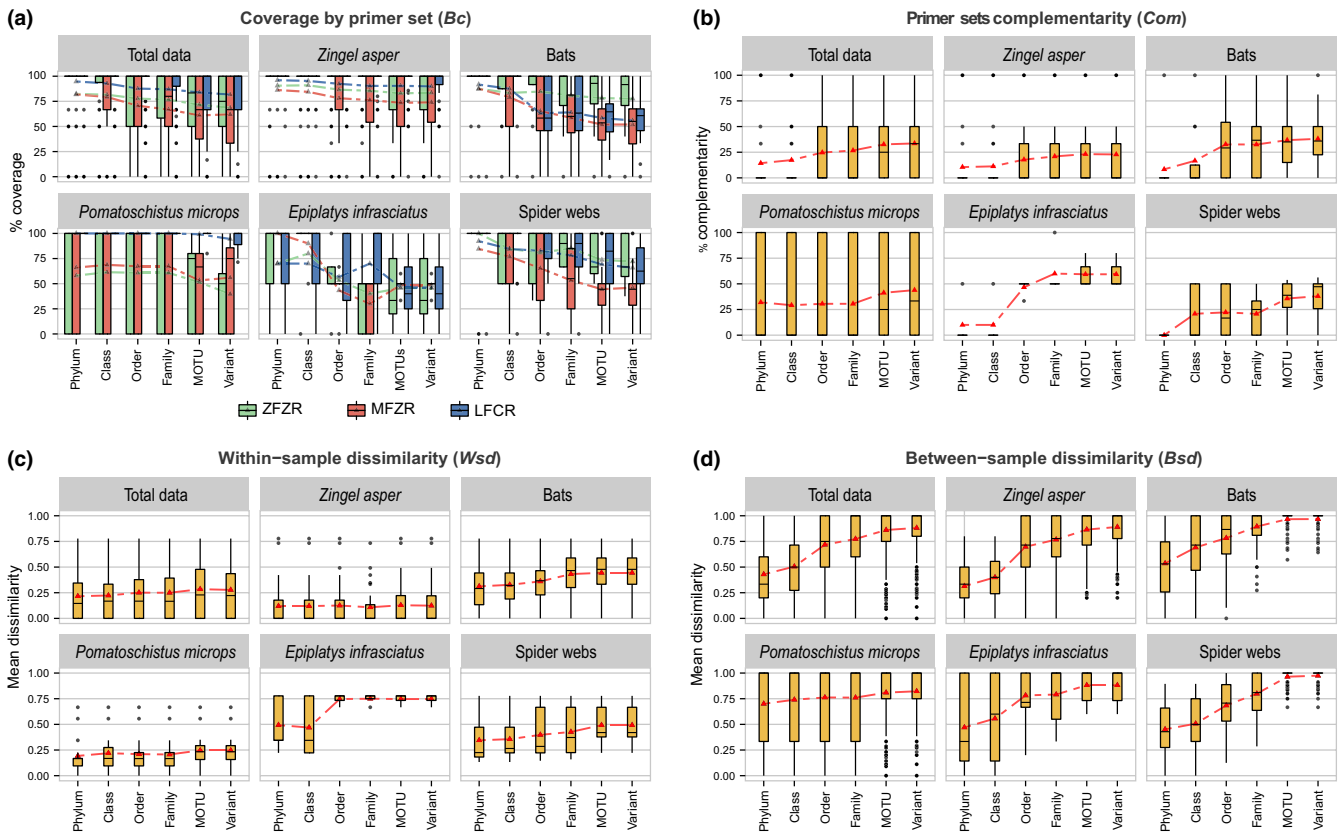 (a) Coverage by primer set (Bc)
Total data Zingel asper Bats
100
75
50
25
0
% coverage
Pomatoschistus microps Epiplatys infrasciatus Spider webs
100
75
50
25
0
Phylum Class Order Family MOTU Variant
Phylum Class Order Family MOTUs Variant
Phylum Class Order Family MOTU Variant
ZFZR MFZR LFCR
(b) Primer sets complementarity (Com)
Total data Zingel asper Bats
100
75
50
25
0
% complementarity
Pomatoschistus microps Epiplatys infrasciatus Spider webs
100
75
50
25
0
Phylum Class Order Family MOTU Variant
Phylum Class Order Family MOTU Variant
Phylum Class Order Family MOTU Variant
(c) Within−sample dissimilarity (Wsd)
Total data Zingel asper Bats
1.00
0.75
0.50
0.25
0.00
Mean dissimilarity
Pomatoschistus microps Epiplatys infrasciatus Spider webs
1.00
0.75
0.50
0.25
0.00
Phylum Class Order Family MOTU Variant
Phylum Class Order Family MOTU Variant
Phylum Class Order Family MOTU Variant
(d) Between−sample dissimilarity (Bsd)
Total data Zingel asper Bats
1.00
0.75
0.50
0.25
0.00
Mean dissimilarity
Pomatoschistus microps Epiplatys infrasciatus Spider webs
1.00
0.75
0.50
0.25
0.00
Phylum Class Order Family MOTU Variant
Phylum Class Order Family MOTU Variant
Phylum Class Order Family MOTU Variant